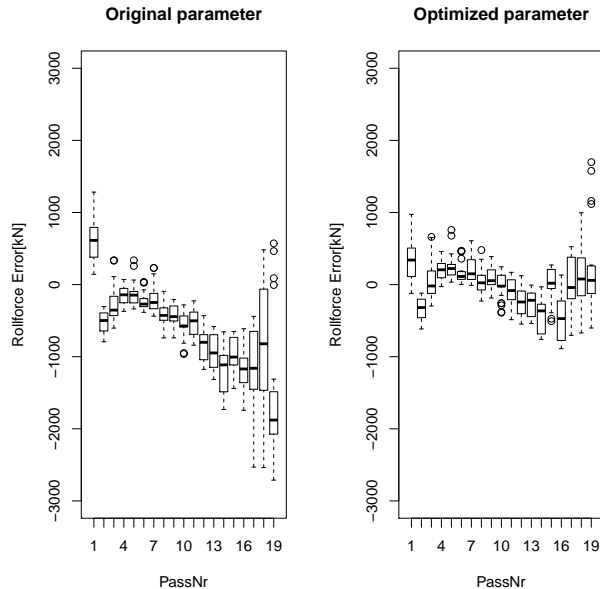 Original parameter
Rollforce Error[kN]
3000
2000
1000
0
−1000
−2000
−3000
1 4 7 10 13 16 19
PassNr
Optimized parameter
Rollforce Error[kN]
3000
2000
1000
0
−1000
−2000
−3000
1 4 7 10 13 16 19
PassNr